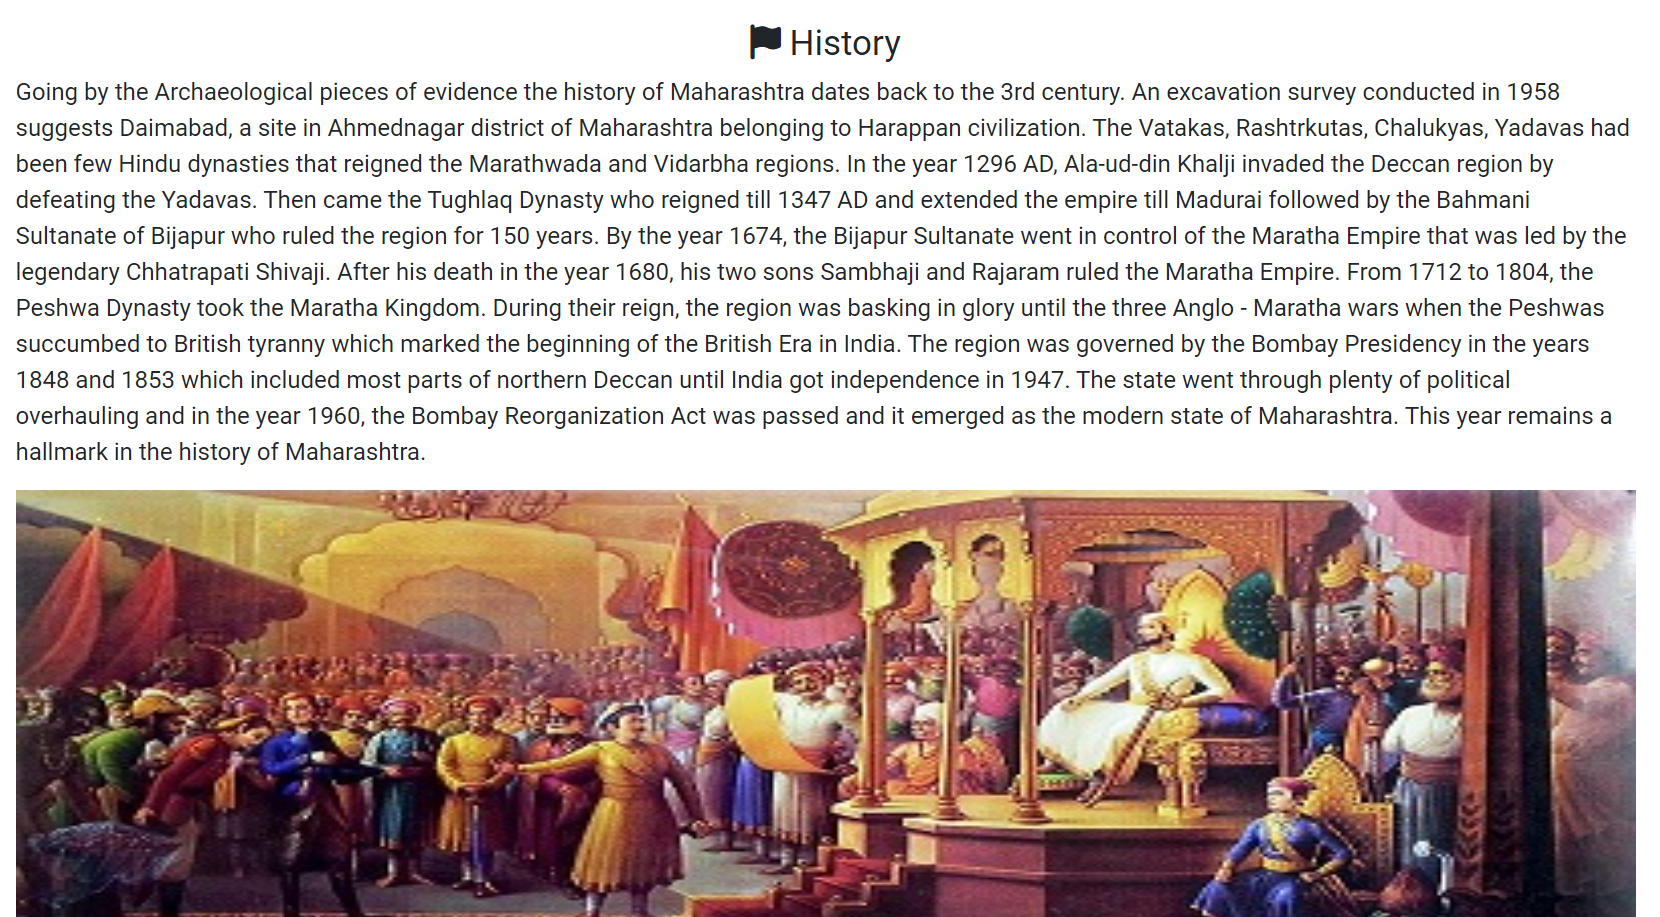 History
Going by the Archaeological pieces of evidence the history of Maharashtra dates back to the 3rd century. An excavation survey conducted in 1958
suggests Daimabad, a site in Ahmednagar district of Maharashtra belonging to Harappan civilization. The Vatakas, Rashtrkutas, Chalukyas, Yadavas had
been few Hindu dynasties that reigned the Marathwada and Vidarbha regions. In the year 1296 AD, Ala-ud-din Khalji invaded the Deccan region by
defeating the Yadavas. Then came the Tughlaq Dynasty who reigned till 1347 AD and extended the empire till Madurai followed by the Bahmani
Sultanate of Bijapur who ruled the region for 150 years. By the year 1674, the Bijapur Sultanate went in control of the Maratha Empire that was led by the
legendary Chhatrapati Shivaji. After his death in the year 1680, his two sons Sambhaji and Rajaram ruled the Maratha Empire. From 1712 to 1804, the
Peshwa Dynasty took the Maratha Kingdom. During their reign, the region was basking in glory until the three Anglo - Maratha wars when the Peshwas
succumbed to British tyranny which marked the beginning of the British Era in India. The region was governed by the Bombay Presidency in the years
1848 and 1853 which included most parts of northern Deccan until India got independence in 1947. The state went through plenty of political
overhauling and in the year 1960, the Bombay Reorganization Act was passed and it emerged as the modern state of Maharashtra. This year remains a
hallmark in the history of Maharashtra.